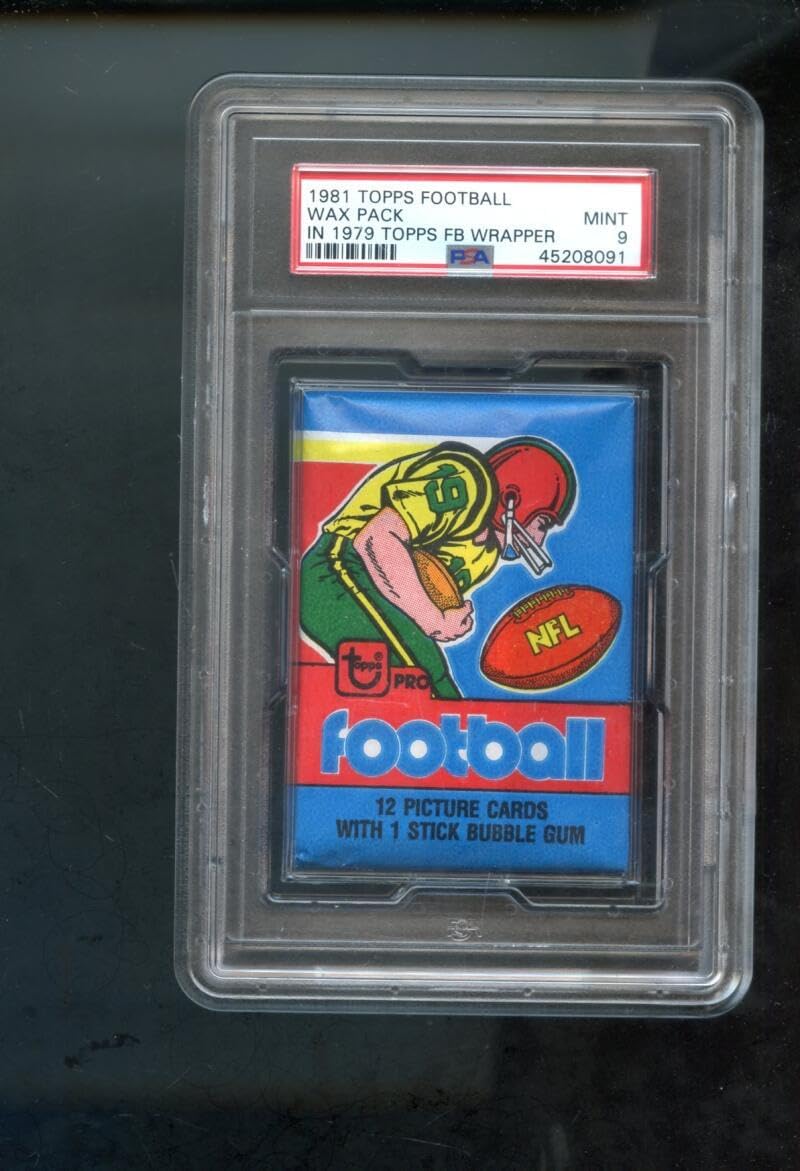 1981 TOPPS FOOTBALL
WAX PACK MINT
IN 1979 TOPPS FB WRAPPER 9
PSA 45208091
19
NFL
topps®
PRO
football
12 PICTURE CARDS
WITH 1 STICK BUBBLE GUM